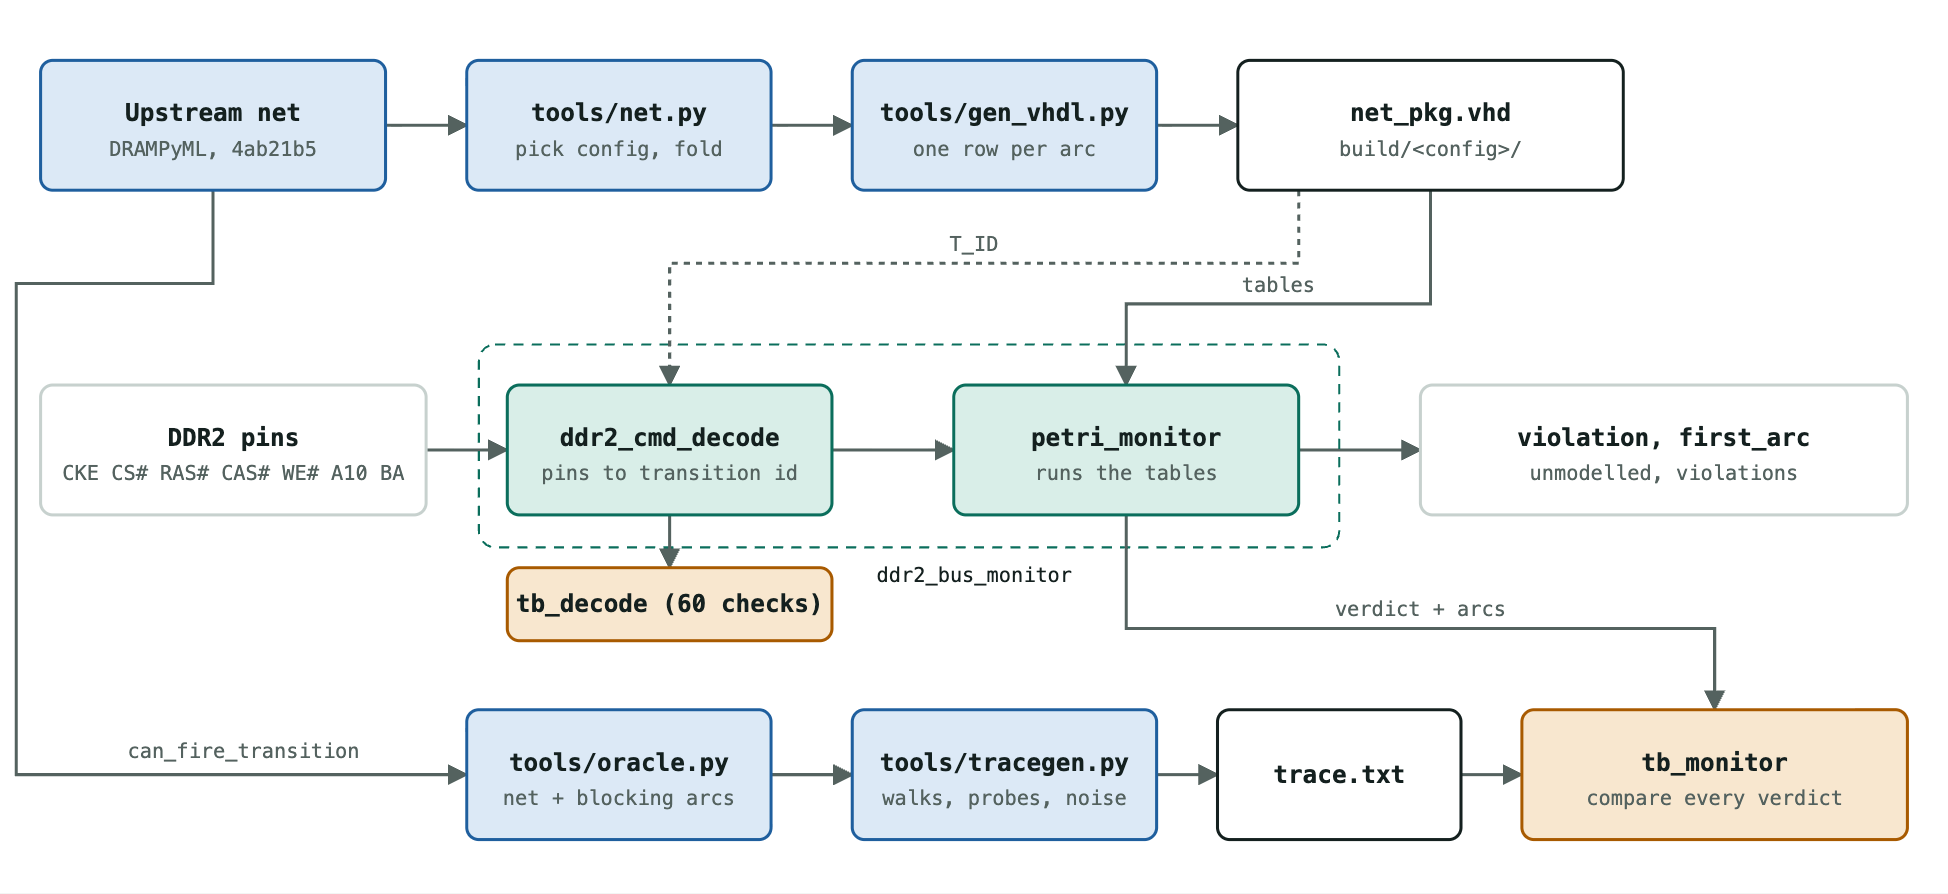 Upstream net
DRAMPyML, 4ab21b5
tools/net.py
pick config, fold
tools/gen_vhdl.py
one row per arc
net_pkg.vhd
build/<config>/
T_ID
tables
DDR2 pins
CKE CS# RAS# CAS# WE# A10 BA
ddr2_cmd_decode
pins to transition id
petri_monitor
runs the tables
violation, first_arc
unmodelled, violations
ddr2_bus_monitor
tb_decode (60 checks)
verdict + arcs
can_fire_transition
tools/oracle.py
net + blocking arcs
tools/tracegen.py
walks, probes, noise
trace.txt
tb_monitor
compare every verdict